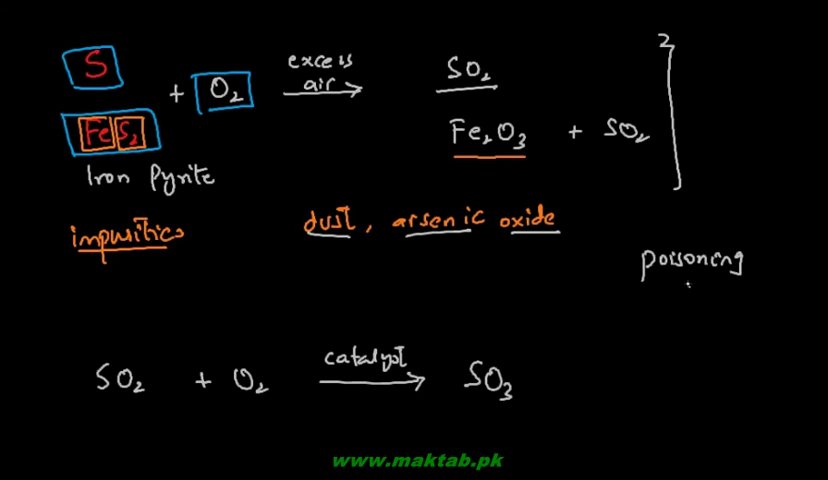 S + O₂ excess air → SO₂
FeS₂ Fe₂O₃ + SO₂
Iron Pyrite
impurities dust, arsenic oxide
poisoning
SO₂ + O₂ catalyst → SO₃
www.maktab.pk